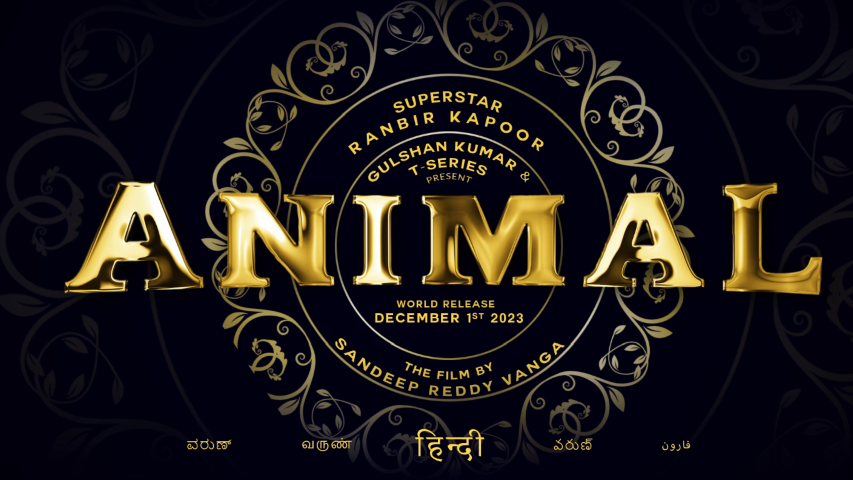 SUPERSTAR
RANBIR KAPOOR
GULSHAN KUMAR &
T-SERIES
PRESENT
ANIMAL
WORLD RELEASE
DECEMBER 1ST 2023
THE FILM BY
SANDEEP REDDY VANGA
ವರುಣ್ வருண் हिन्दी వరుణ్ قارون